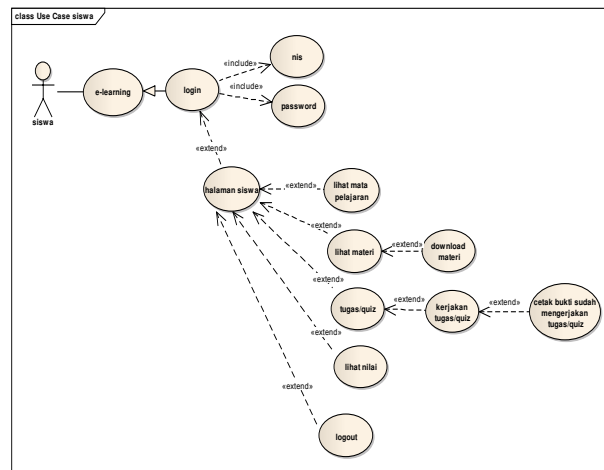 class Use Case siswa
siswa
e-learning
login
«include»
nis
«include»
password
«extend»
halaman siswa
«extend»
lihat mata
pelajaran
«extend»
lihat materi
«extend»
download
materi
«extend»
tugas/quiz
«extend»
kerjakan
tugas/quiz
«extend»
cetak bukti sudah
mengerjakan
tugas/quiz
«extend»
lihat nilai
«extend»
logout